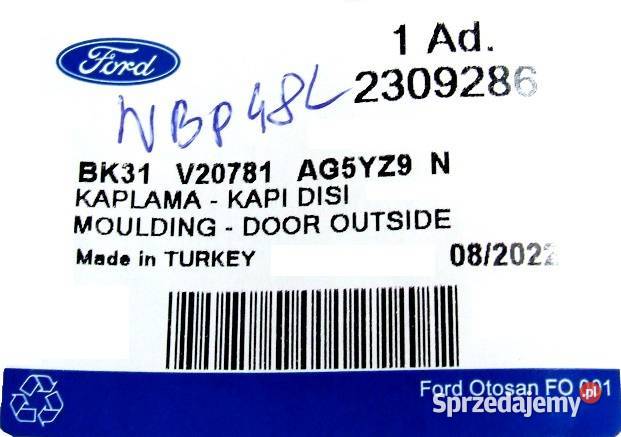 Ford
1 Ad.
2309286
NBP48L
BK31 V20781 AG5YZ9 N
KAPLAMA - KAPI DISI
MOULDING - DOOR OUTSIDE
Made in TURKEY 08/2022
Ford Otosan FO 001
Sprzedajemy.pl